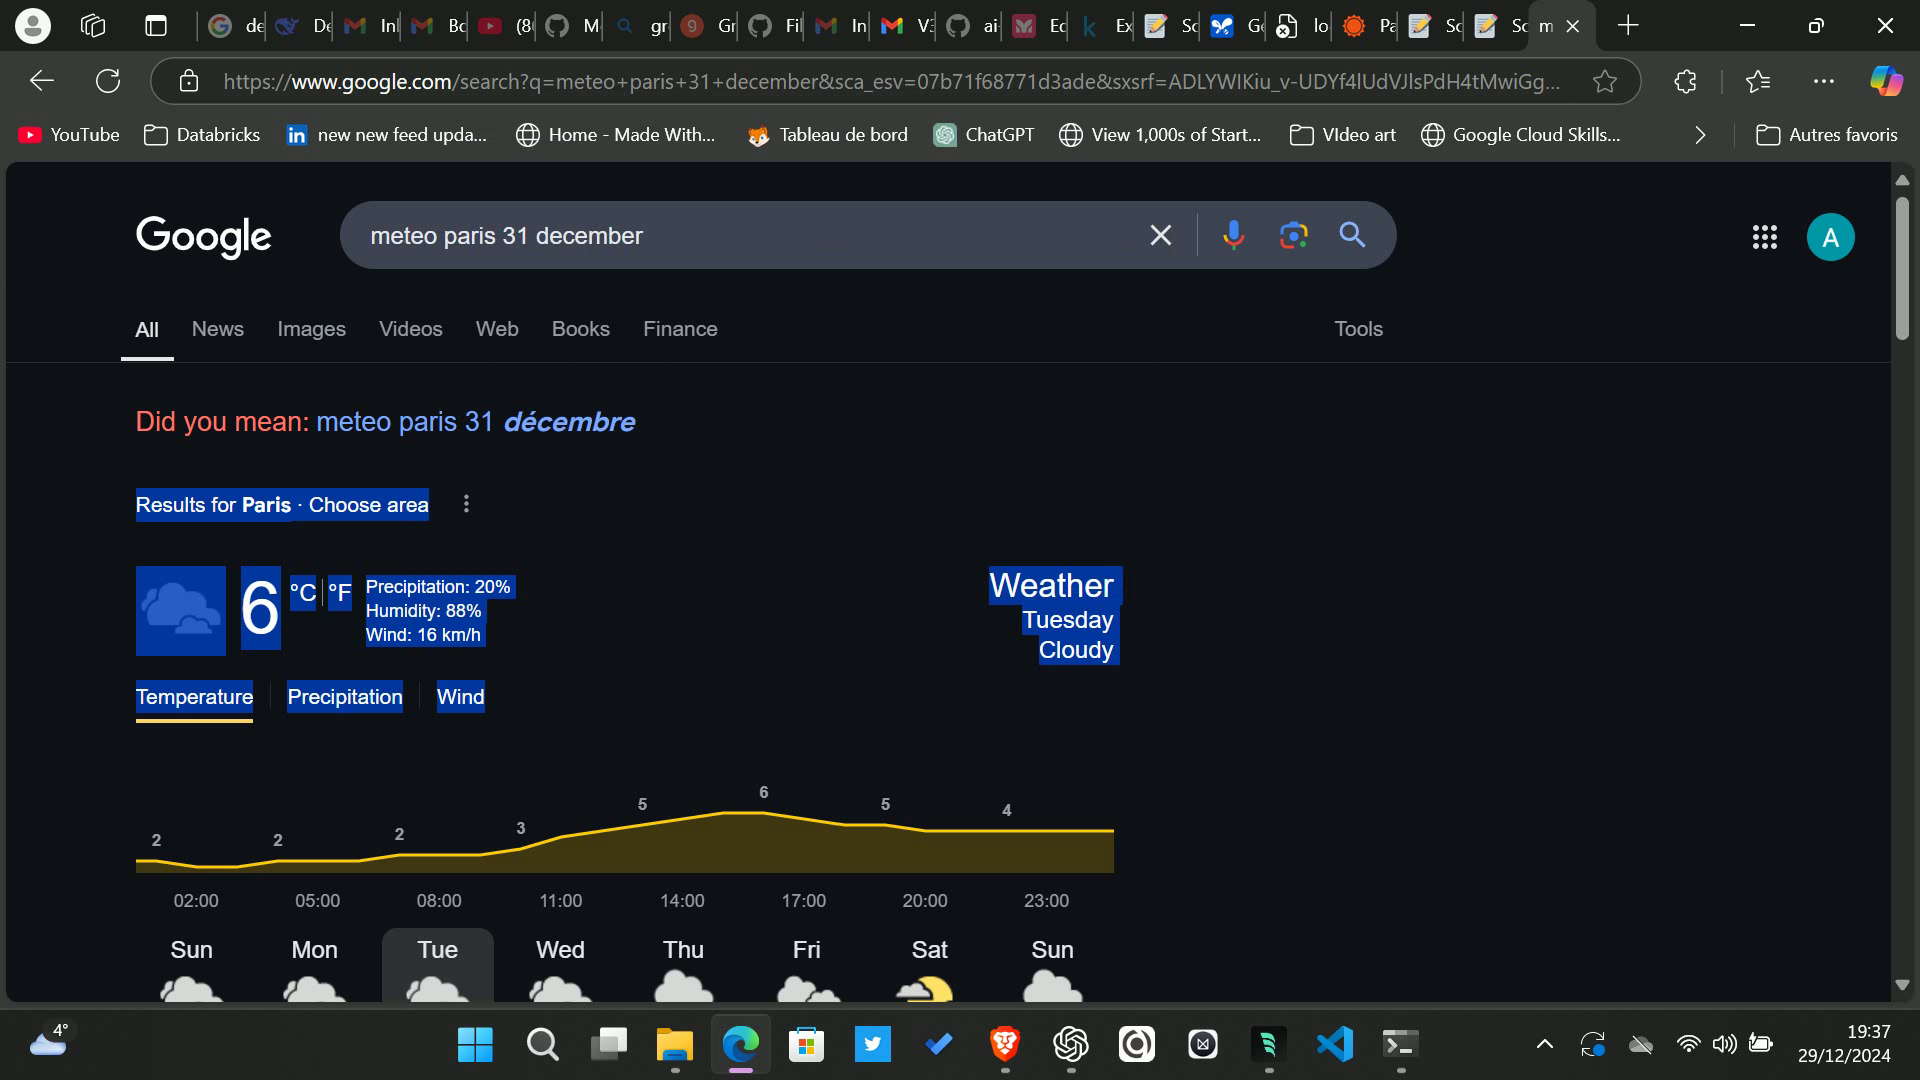 de
De
Inl
Bo
(8(
M
gr
Gr
Fil
In
V3
ai-
Ec
Ex
Sc
Ge
lo
Pa
Sc
Sc
m
https://www.google.com/search?q=meteo+paris+31+december&sca_esv=07b71f68771d3ade&sxsrf=ADLYWIKiu_v-UDYf4lUdVJlsPdH4tMwiGg...
YouTube
Databricks
new new feed upda...
Home - Made With...
Tableau de bord
ChatGPT
View 1,000s of Start...
VIdeo art
Google Cloud Skills...
Autres favoris
Google
meteo paris 31 december
A
All
News
Images
Videos
Web
Books
Finance
Tools
Did you mean: meteo paris 31 décembre
Results for Paris · Choose area
6 °C | °F
Precipitation: 20%
Humidity: 88%
Wind: 16 km/h
Weather
Tuesday
Cloudy
Temperature
Precipitation
Wind
2
2
2
3
5
6
5
4
02:00
05:00
08:00
11:00
14:00
17:00
20:00
23:00
Sun
Mon
Tue
Wed
Thu
Fri
Sat
Sun
4°
19:37
29/12/2024